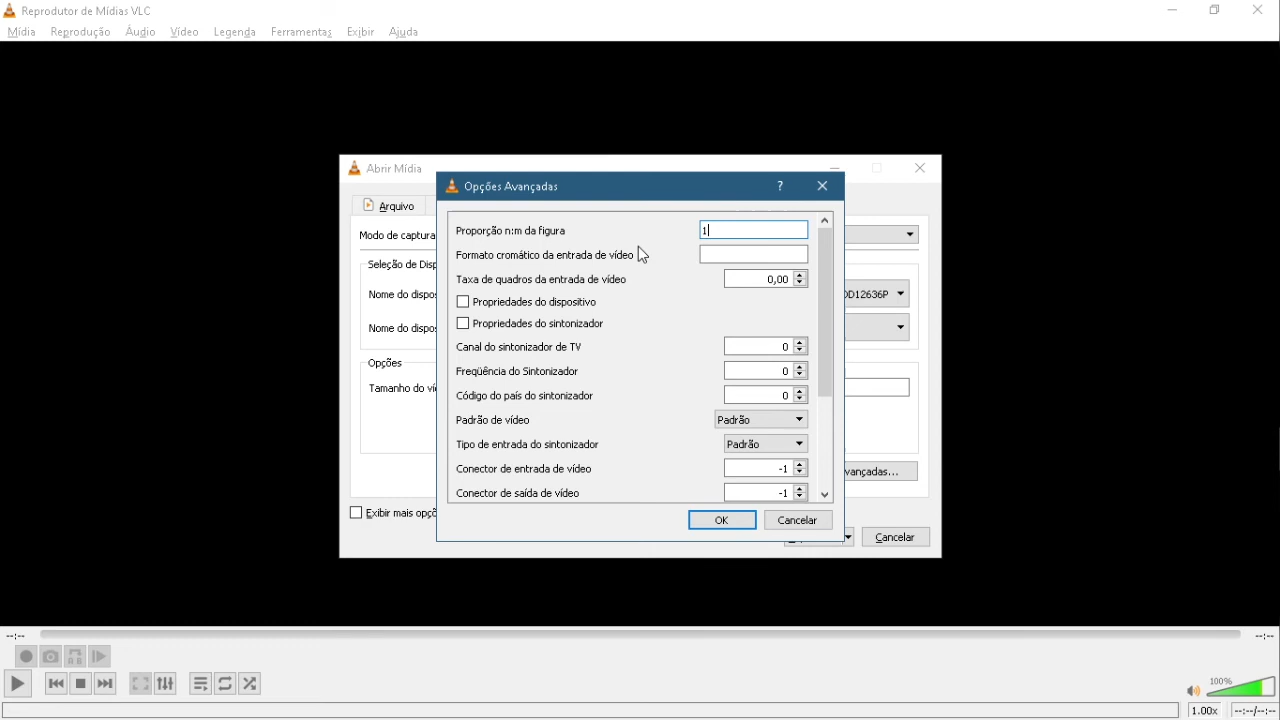 Reprodutor de Mídias VLC
Mídia Reprodução Áudio Vídeo Legenda Ferramentas Exibir Ajuda
Abrir Mídia
Opções Avançadas
?
Arquivo
Proporção n:m da figura 1
Modo de captura
Formato cromático da entrada de vídeo
Seleção de Disp
Taxa de quadros da entrada de vídeo 0,00
Nome do dispos
Propriedades do dispositivo
DD12636P
Nome do dispos
Propriedades do sintonizador
Canal do sintonizador de TV 0
Opções
Freqüência do Sintonizador 0
Tamanho do ví
Código do país do sintonizador 0
Padrão de vídeo Padrão
Tipo de entrada do sintonizador Padrão
Conector de entrada de vídeo -1
vançadas...
Conector de saída de vídeo -1
Exibir mais opçõ
OK Cancelar
Cancelar
--:-- --:--
100%
1.00x --:--/--:--